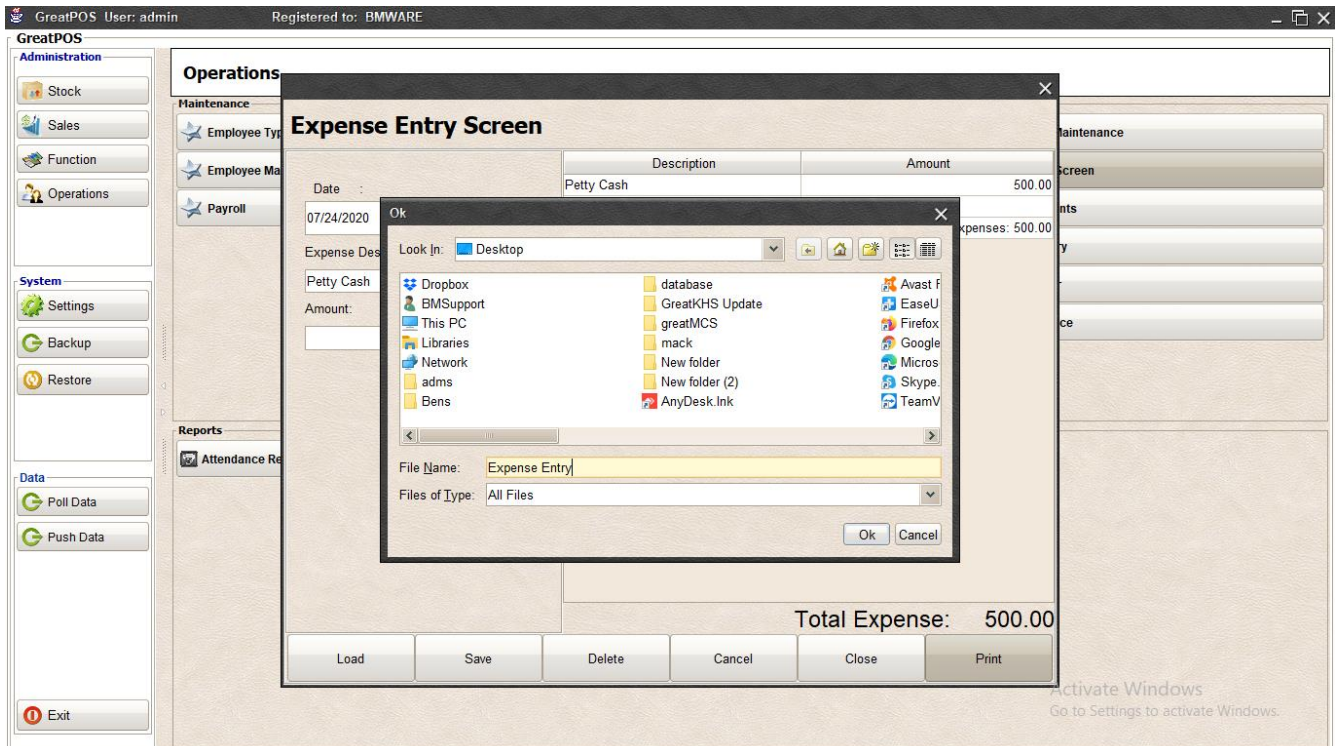 GreatPOS User: admin Registered to: BMWARE
GreatPOS
Administration
Stock
Sales
Function
Operations
System
Settings
Backup
Restore
Data
Poll Data
Push Data
Exit
Operations
Maintenance
Employee Typ
Employee Ma
Payroll
Maintenance
Screen
nts
ry
ce
Reports
Attendance Re
Expense Entry Screen
Date :
07/24/2020
Expense Des
Petty Cash
Amount:
Description Amount
Petty Cash 500.00
xpenses: 500.00
Ok
Look In: Desktop
Dropbox
BMSupport
This PC
Libraries
Network
adms
Bens
database
GreatKHS Update
greatMCS
mack
New folder
New folder (2)
AnyDesk.lnk
Avast F
EaseU
Firefox
Google
Micros
Skype.
TeamV
File Name: Expense Entry
Files of Type: All Files
Ok Cancel
Total Expense: 500.00
Load Save Delete Cancel Close Print
Activate Windows
Go to Settings to activate Windows.